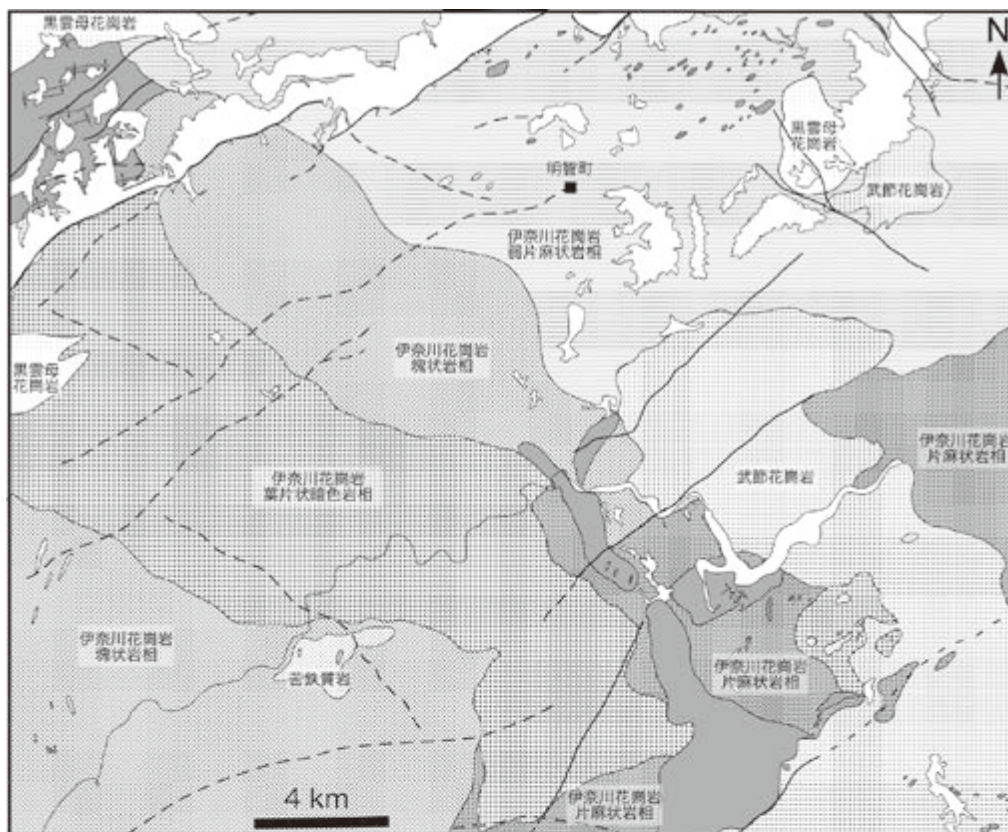 黒雲母花崗岩
N
黒雲母
花崗岩
明智町
武節花崗岩
伊奈川花崗岩
弱片麻状岩相
伊奈川花崗岩
塊状岩相
黒雲母
花崗岩
伊奈川花崗岩
片麻状岩相
武節花崗岩
伊奈川花崗岩
葉片状暗色岩相
伊奈川花崗岩
塊状岩相
苦鉄質岩
伊奈川花崗岩
片麻状岩相
伊奈川花崗岩
片麻状岩相
4 km